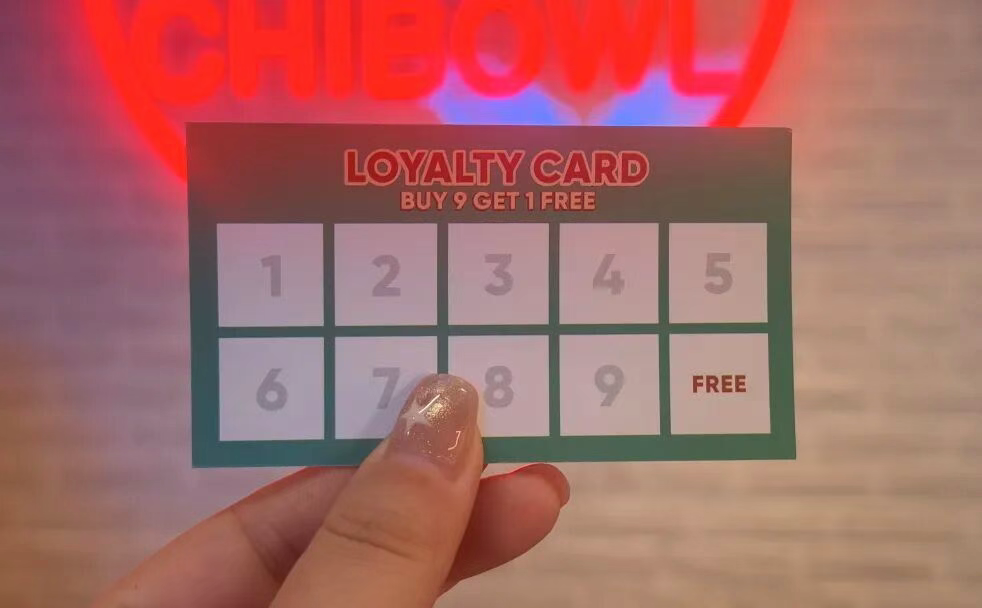 CHIBOWL
LOYALTY CARD
BUY 9 GET 1 FREE
1 2 3 4 5
6 7 8 9 FREE
J